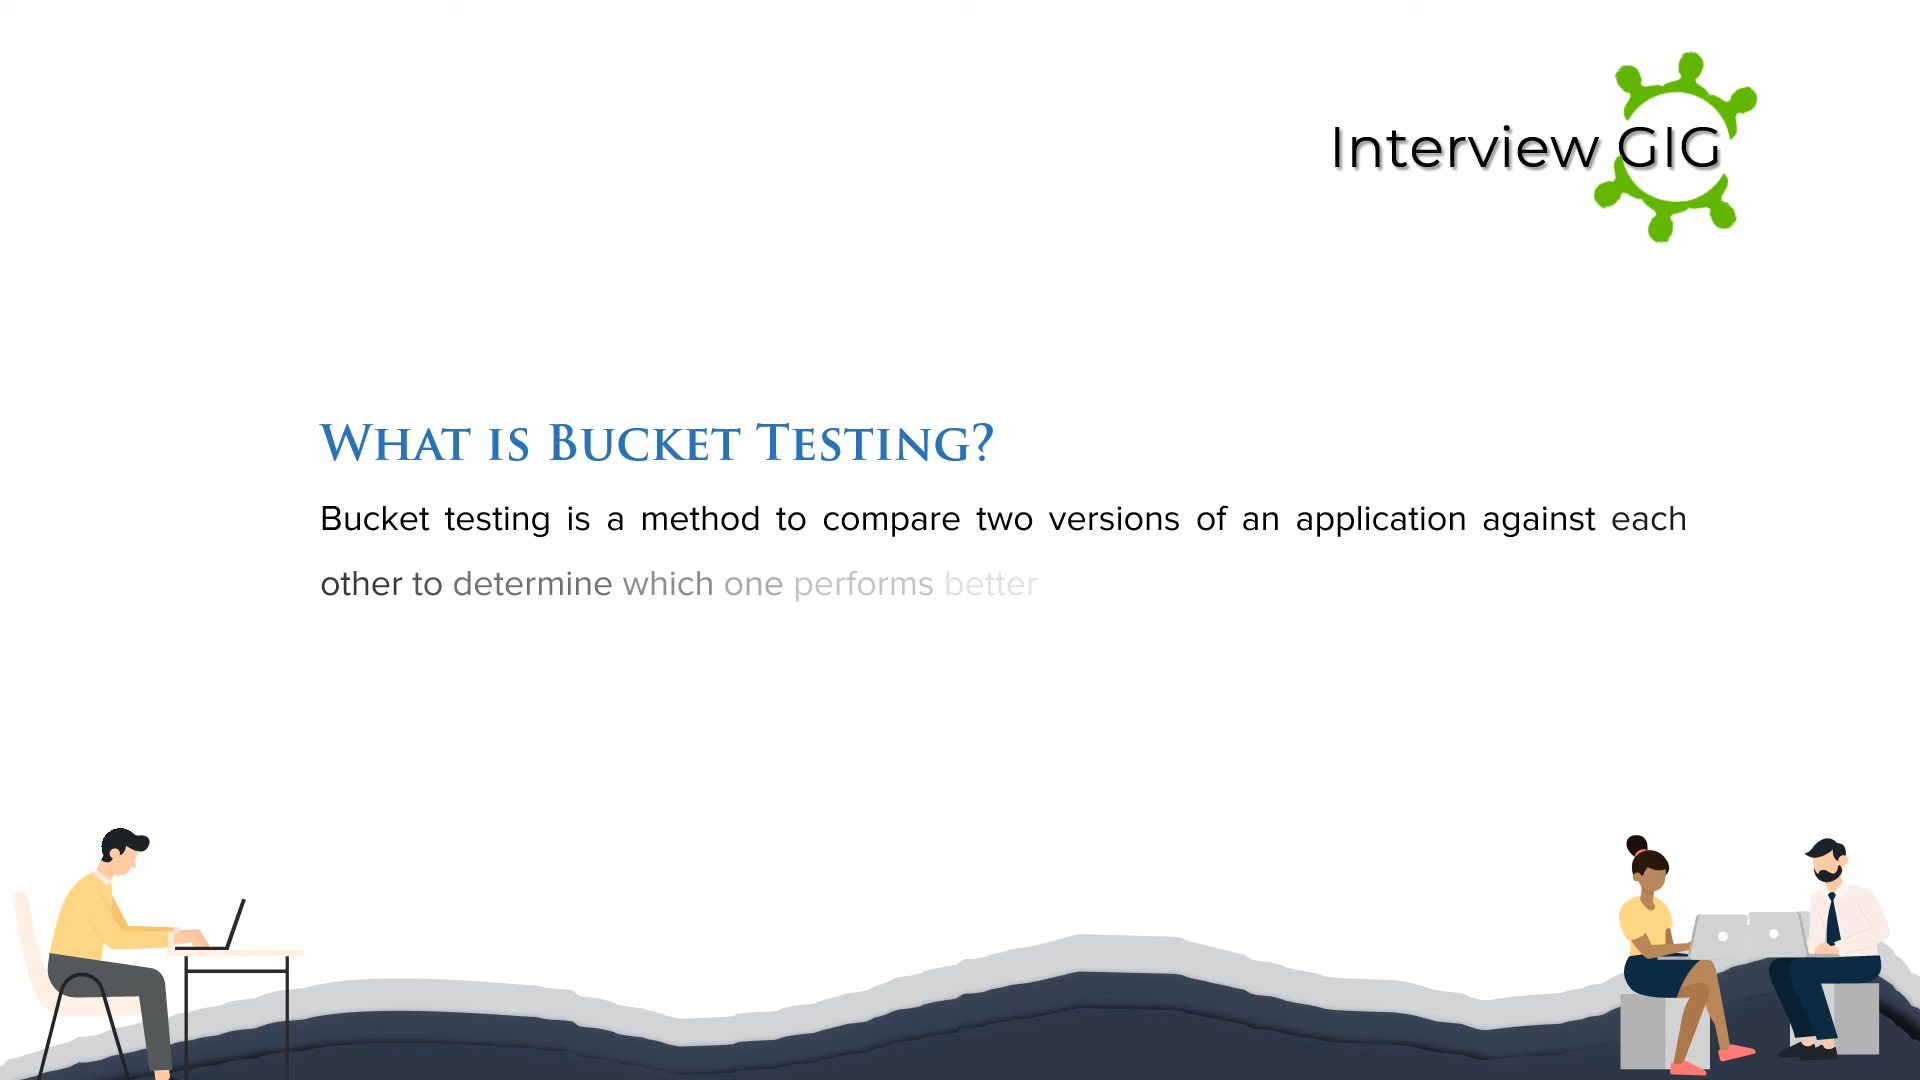 Interview GIG
What is Bucket Testing?
Bucket testing is a method to compare two versions of an application against each
other to determine which one performs better